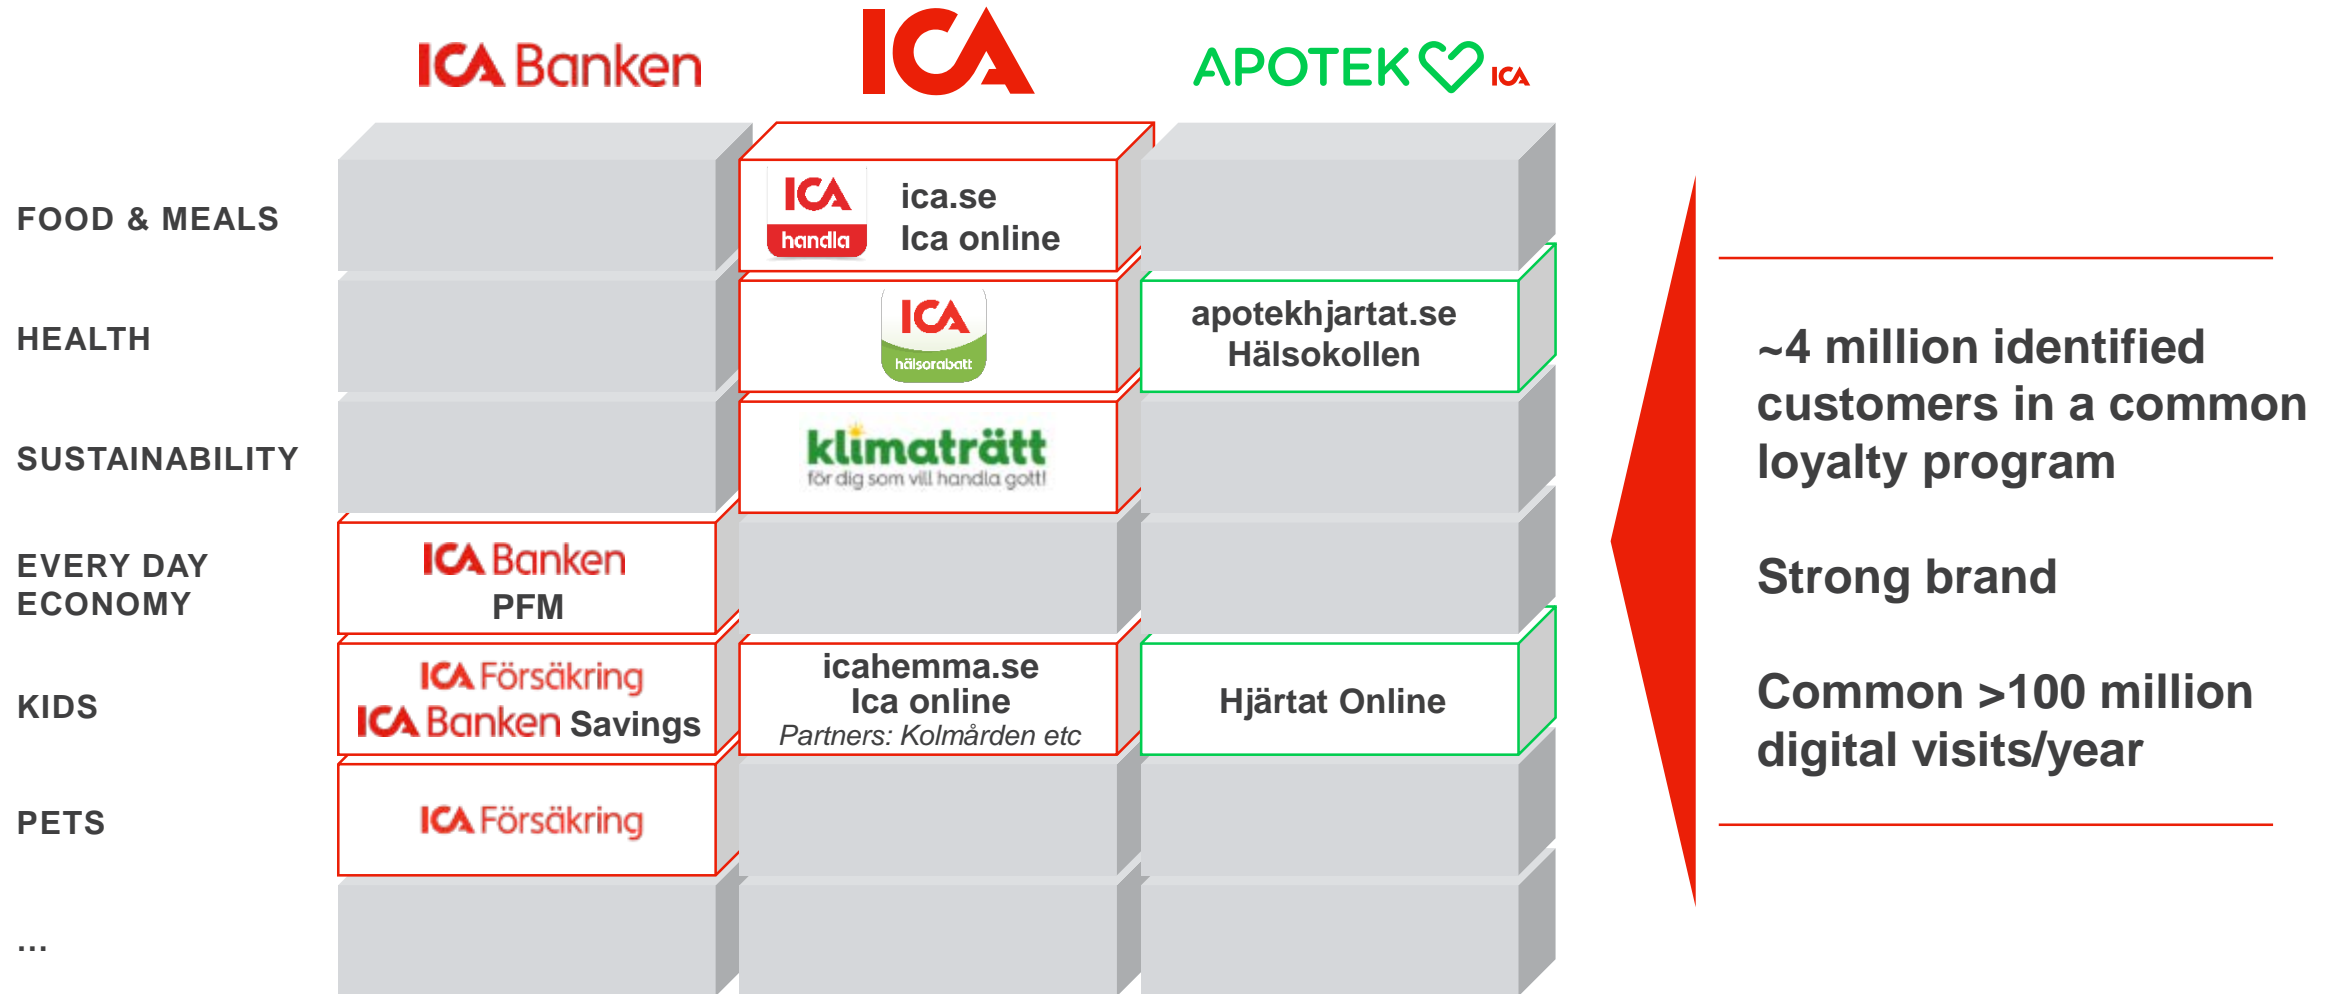 ICA Banken
ICA
APOTEK ICA
FOOD & MEALS
ICA
handla
ica.se
Ica online
HEALTH
ICA
hälsorabatt
apotekhjartat.se
Hälsokollen
SUSTAINABILITY
klimaträtt
för dig som vill handla gott!
EVERY DAY
ECONOMY
ICA Banken
PFM
KIDS
ICA Försäkring
ICA Banken Savings
icahemma.se
Ica online
Partners: Kolmården etc
Hjärtat Online
PETS
ICA Försäkring
...
~4 million identified
customers in a common
loyalty program
Strong brand
Common >100 million
digital visits/year